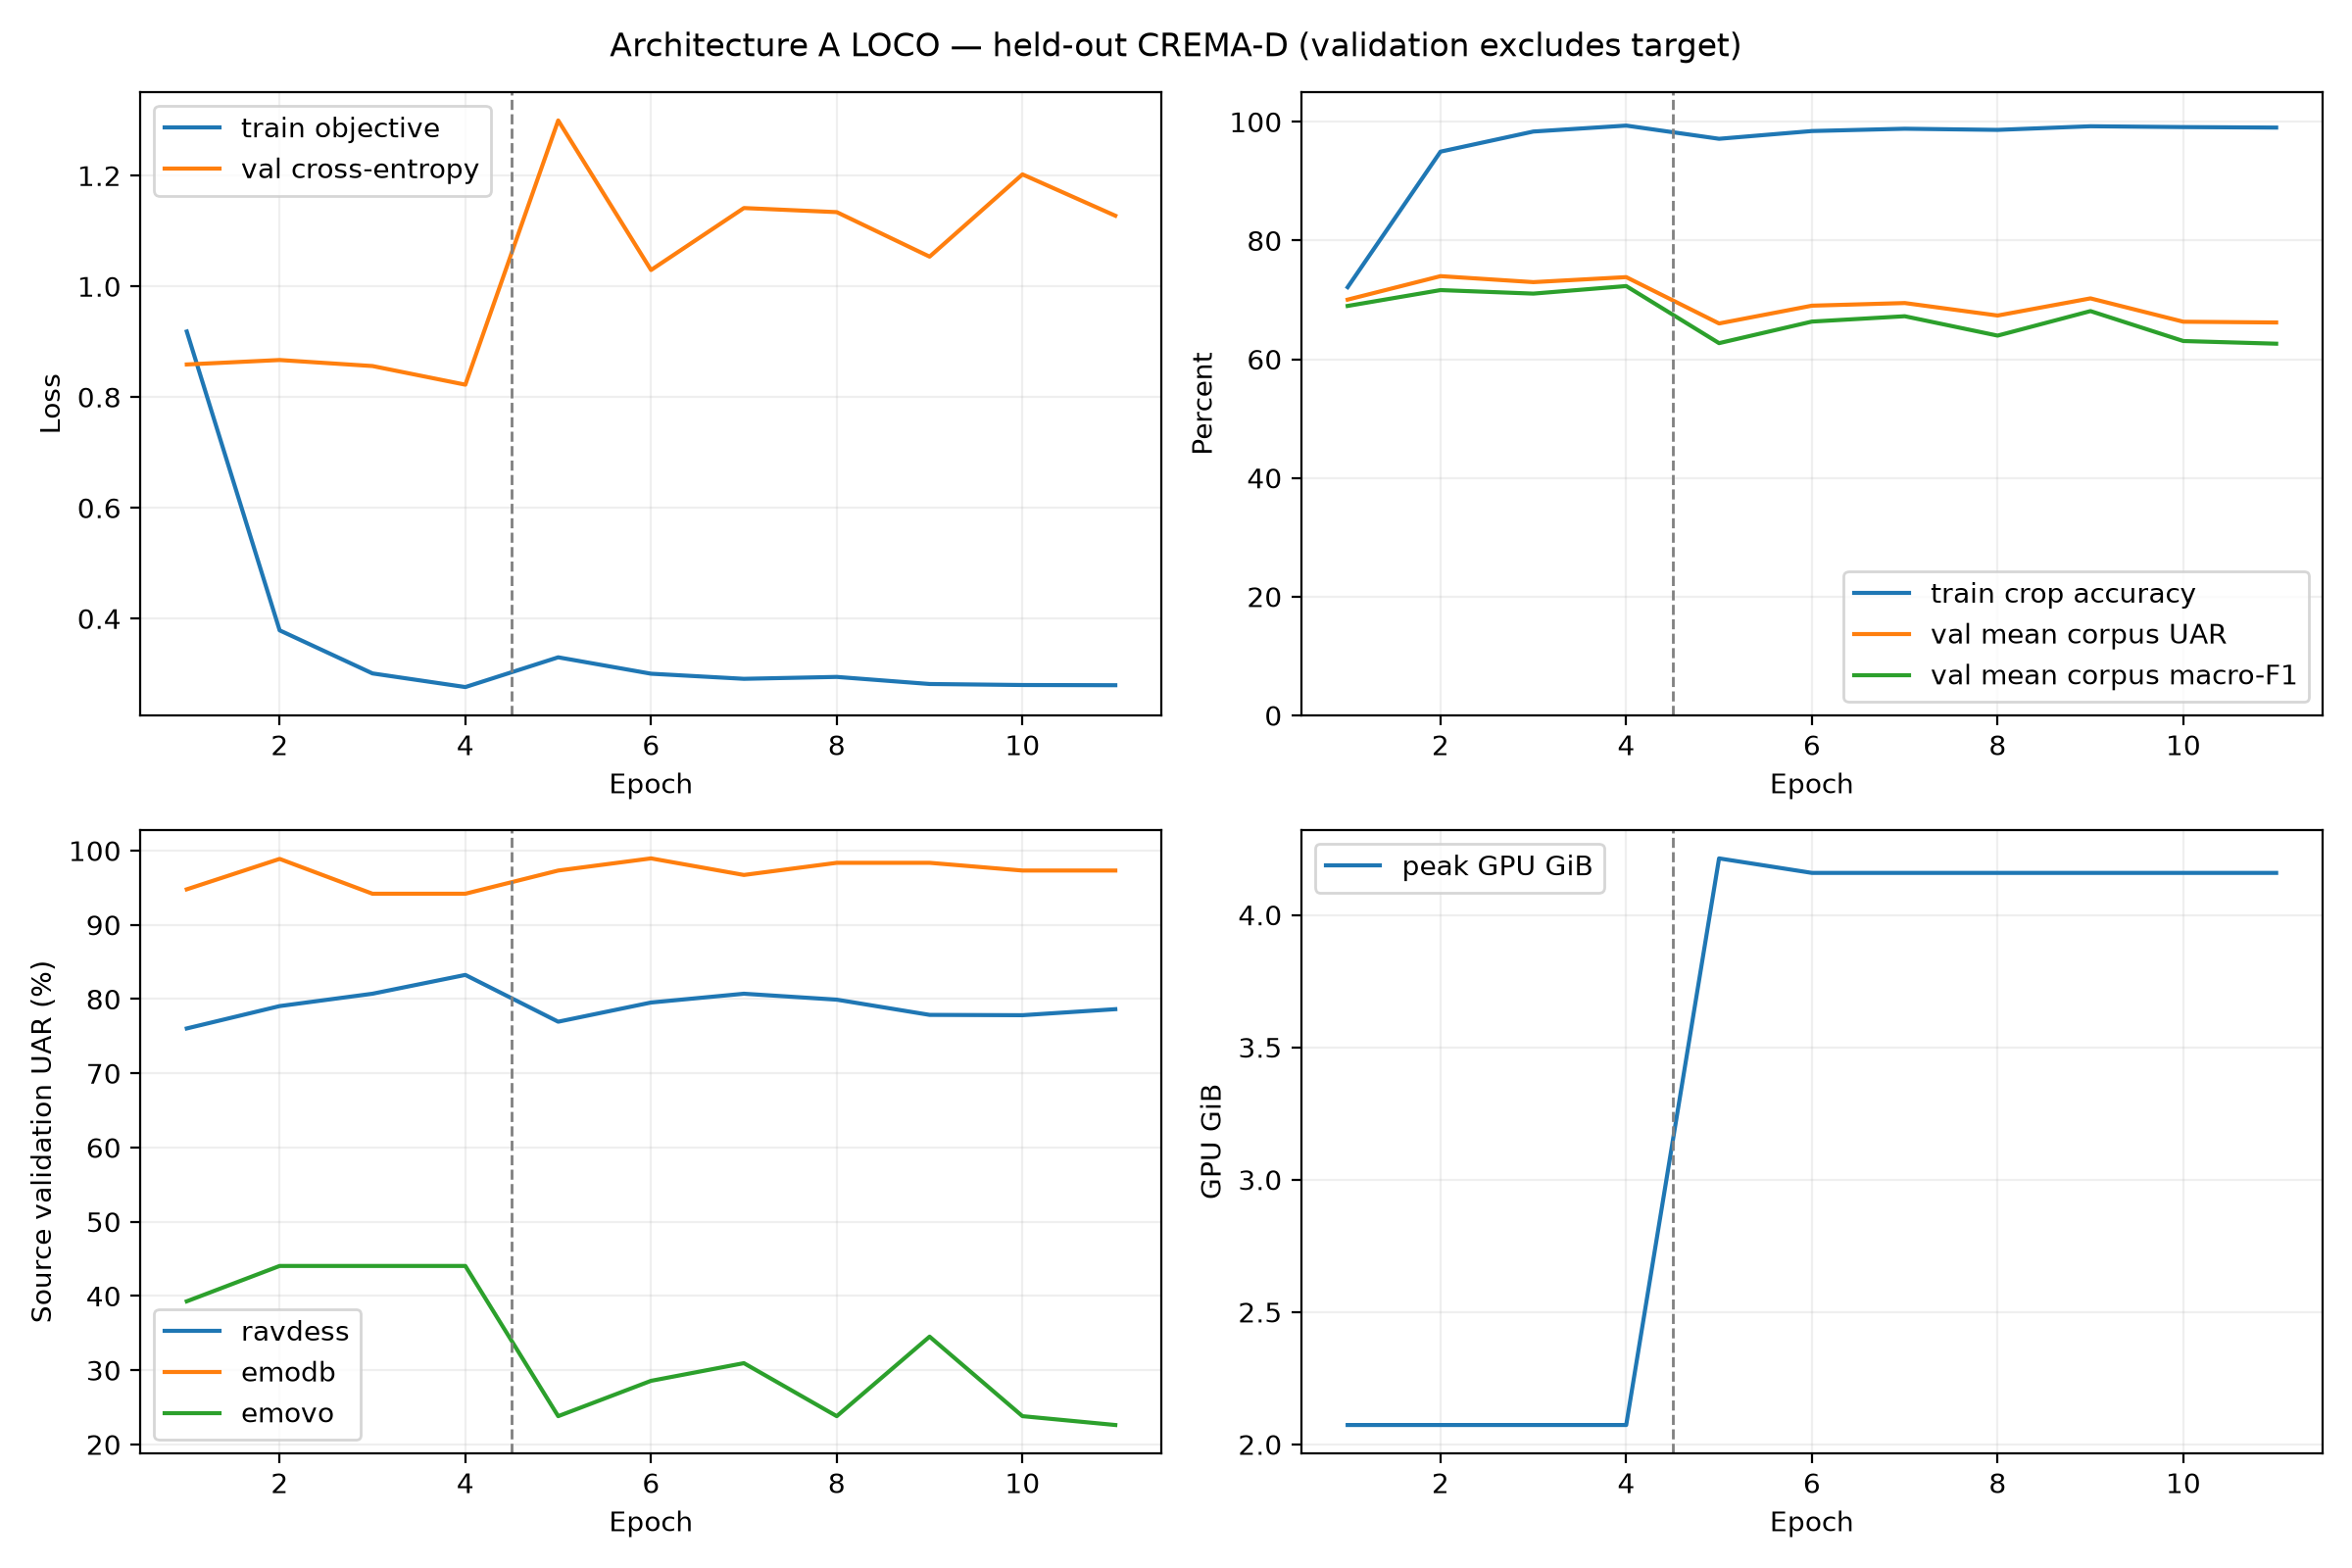 Architecture A LOCO — held-out CREMA-D (validation excludes target)
train objective
val cross-entropy
1.2
1.0
0.8
0.6
0.4
Loss
2 4 6 8 10
Epoch
100
80
60
40
20
0
Percent
train crop accuracy
val mean corpus UAR
val mean corpus macro-F1
2 4 6 8 10
Epoch
100
90
80
70
60
50
40
30
20
Source validation UAR (%)
ravdess
emodb
emovo
2 4 6 8 10
Epoch
peak GPU GiB
4.0
3.5
3.0
2.5
2.0
GPU GiB
2 4 6 8 10
Epoch